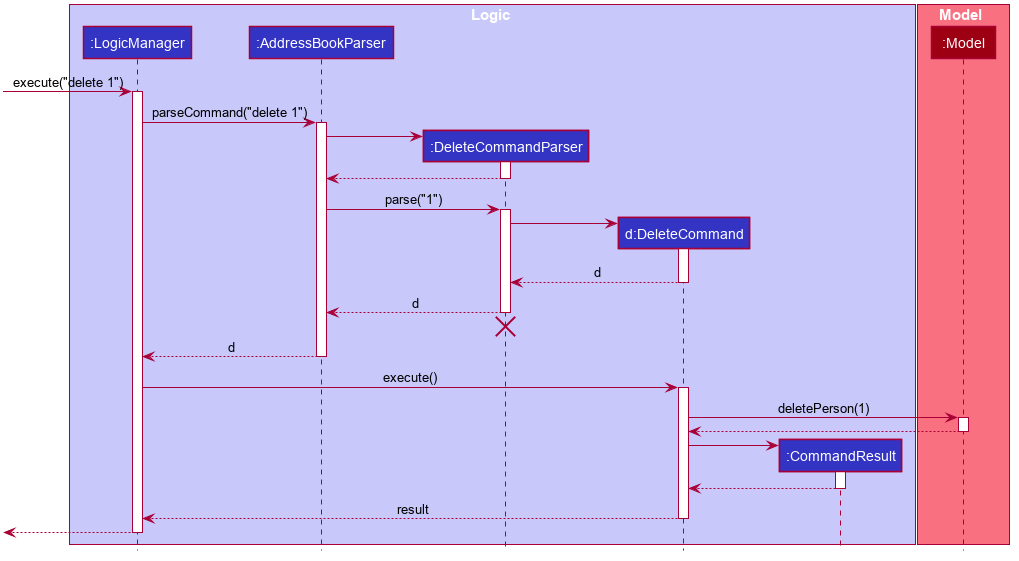 Logic
Model
:LogicManager
:AddressBookParser
:Model
execute("delete 1")
parseCommand("delete 1")
:DeleteCommandParser
parse("1")
d:DeleteCommand
d
d
d
execute()
deletePerson(1)
:CommandResult
result